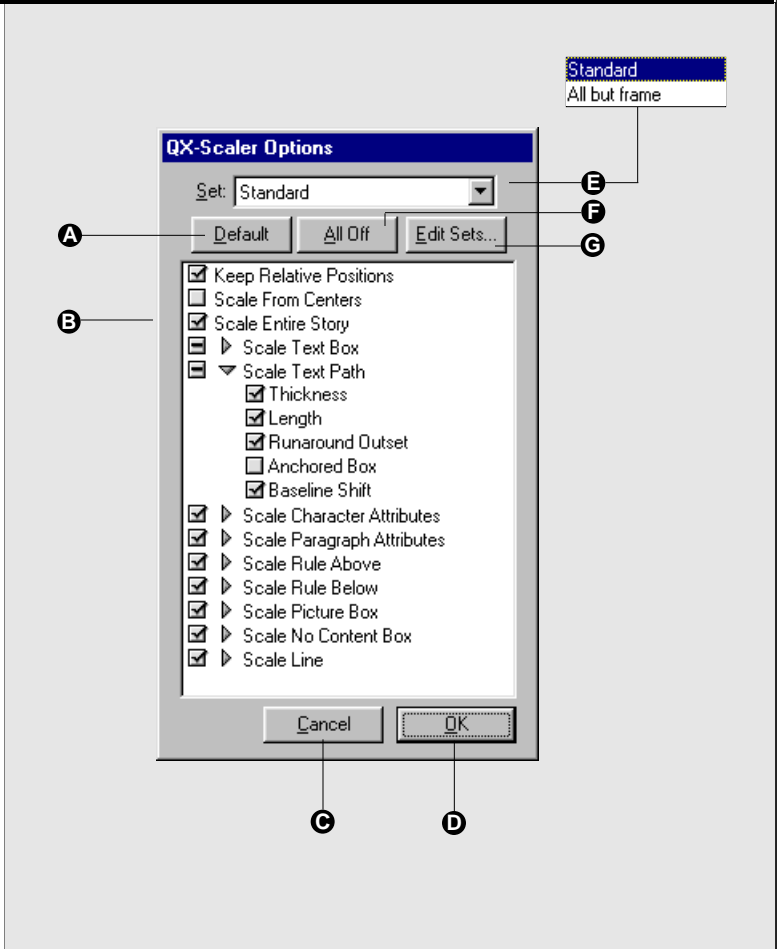 Standard
All but frame
QX-Scaler Options
Set: Standard
E
F
A
Default All Off Edit Sets...
G
Keep Relative Positions
Scale From Centers
B
Scale Entire Story
Scale Text Box
Scale Text Path
Thickness
Length
Runaround Outset
Anchored Box
Baseline Shift
Scale Character Attributes
Scale Paragraph Attributes
Scale Rule Above
Scale Rule Below
Scale Picture Box
Scale No Content Box
Scale Line
Cancel OK
C D